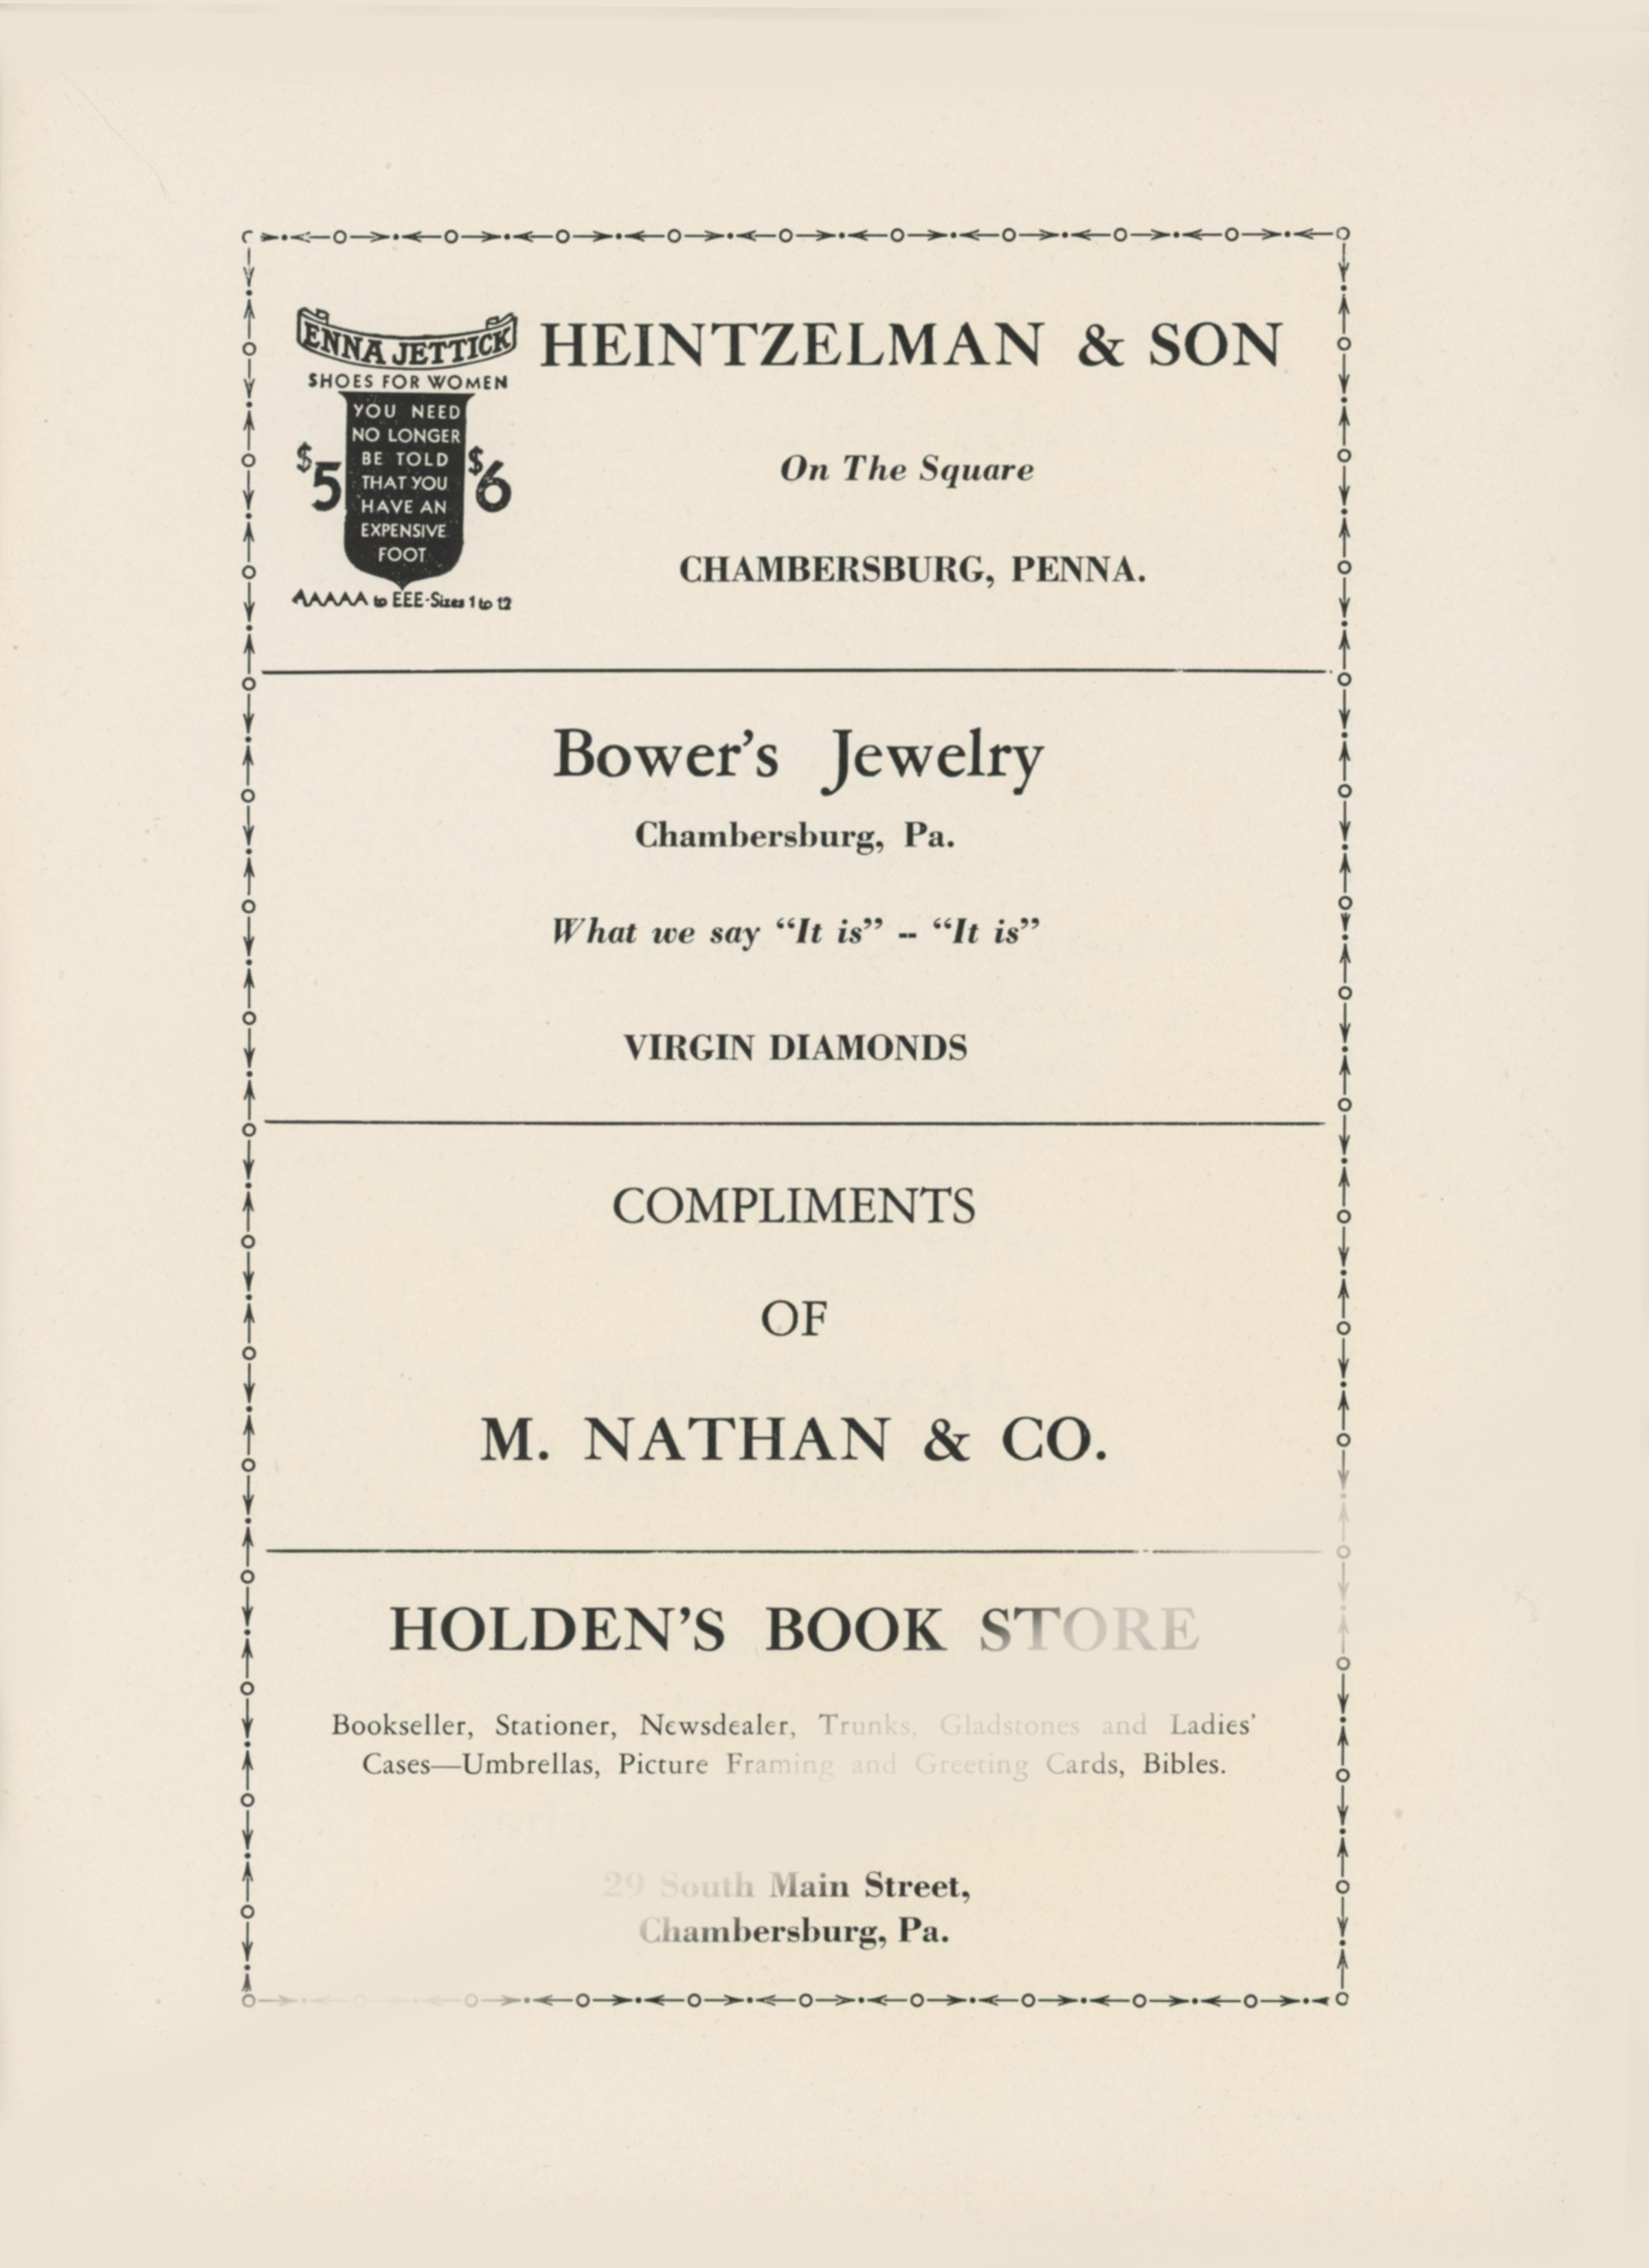 ENNA JETTICK
SHOES FOR WOMEN
YOU NEED
NO LONGER
BE TOLD
THAT YOU
HAVE AN
EXPENSIVE
FOOT
$5 $6
AAAAA to EEE-Sizes 1 to 12
HEINTZELMAN & SON
On The Square
CHAMBERSBURG, PENNA.
Bower's Jewelry
Chambersburg, Pa.
What we say “It is” -- “It is”
VIRGIN DIAMONDS
COMPLIMENTS
OF
M. NATHAN & CO.
HOLDEN'S BOOK STORE
Bookseller, Stationer, Newsdealer, Trunks, Gladstones and Ladies'
Cases—Umbrellas, Picture Framing and Greeting Cards, Bibles.
29 South Main Street,
Chambersburg, Pa.